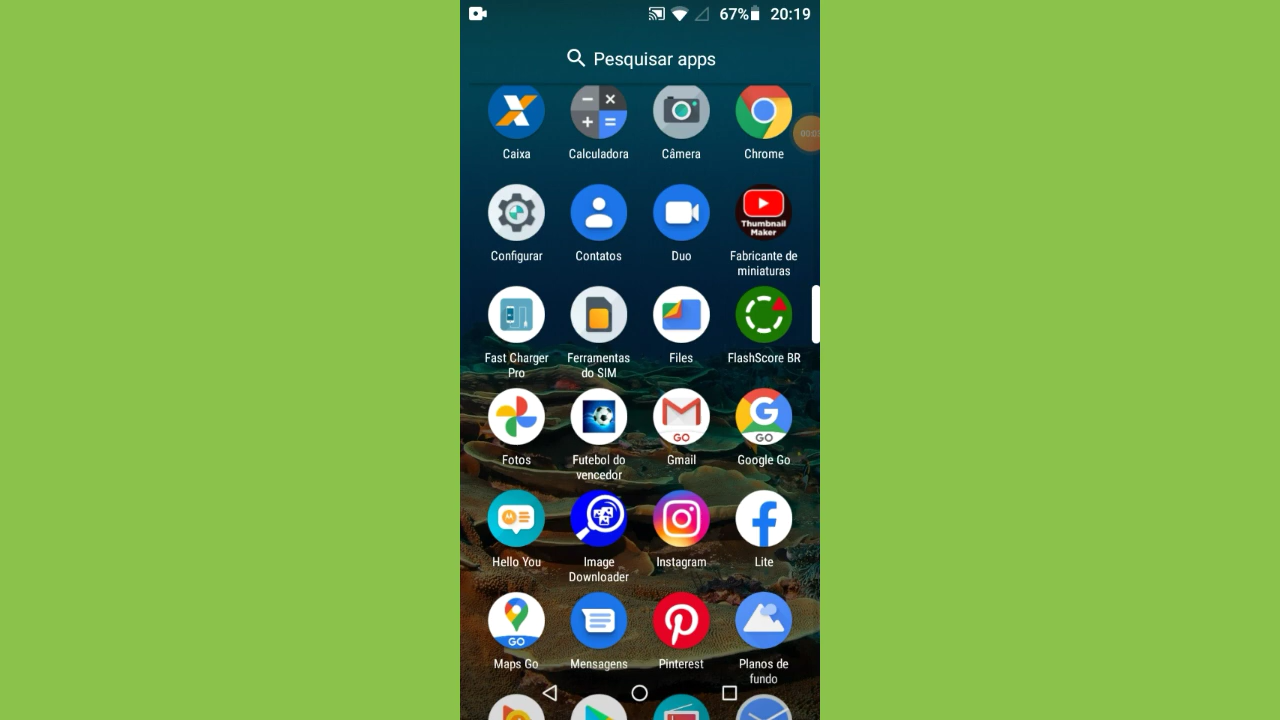 67% 20:19
Pesquisar apps
Caixa Calculadora Câmera Chrome
Thumbnail
Maker
Configurar Contatos Duo Fabricante de
miniaturas
Fast Charger Ferramentas Files FlashScore BR
Pro do SIM
GO GO
Fotos Futebol do Gmail Google Go
vencedor
Hello You Image Instagram Lite
Downloader
GO
Maps Go Mensagens Pinterest Planos de
fundo